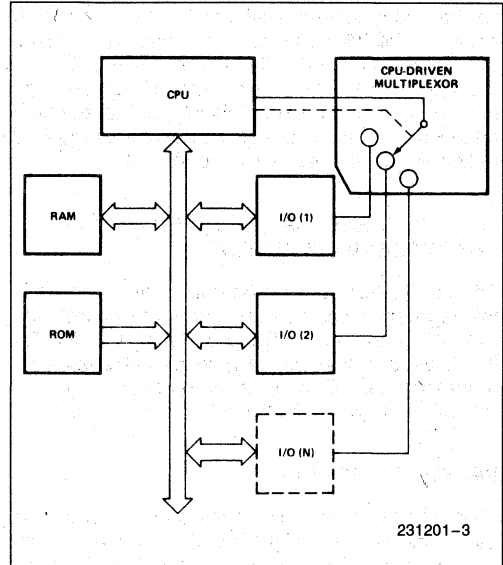 CPU
CPU-DRIVEN
MULTIPLEXOR
RAM
I/O (1)
ROM
I/O (2)
I/O (N)
231201–3